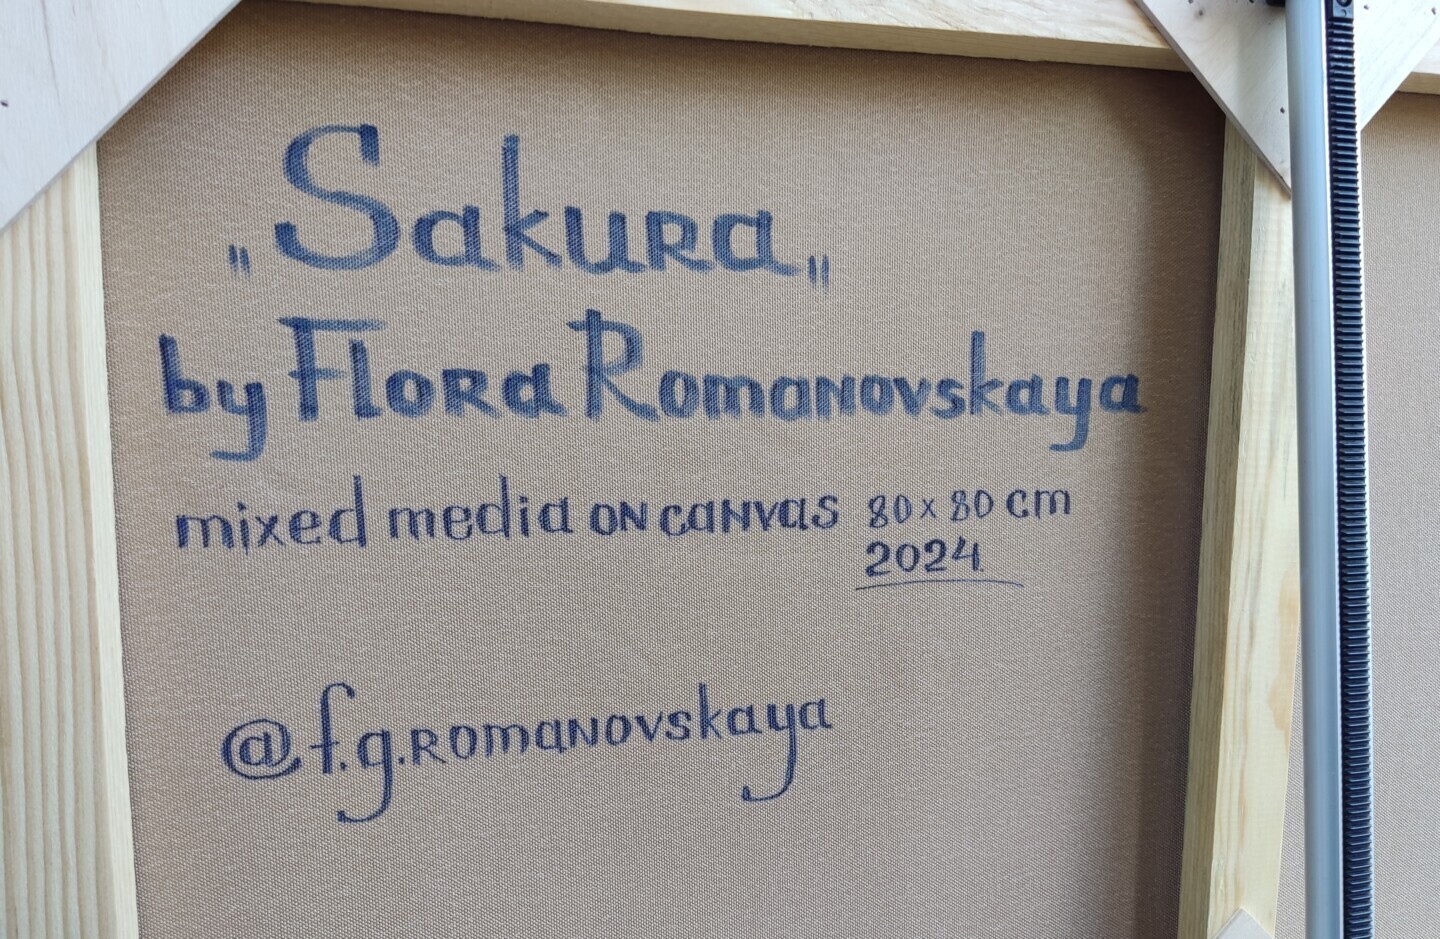 „Sakura„
by Flora Romanovskaya
mixed media on canvas 80 x 80 cm
2024
@f.g.romanovskaya